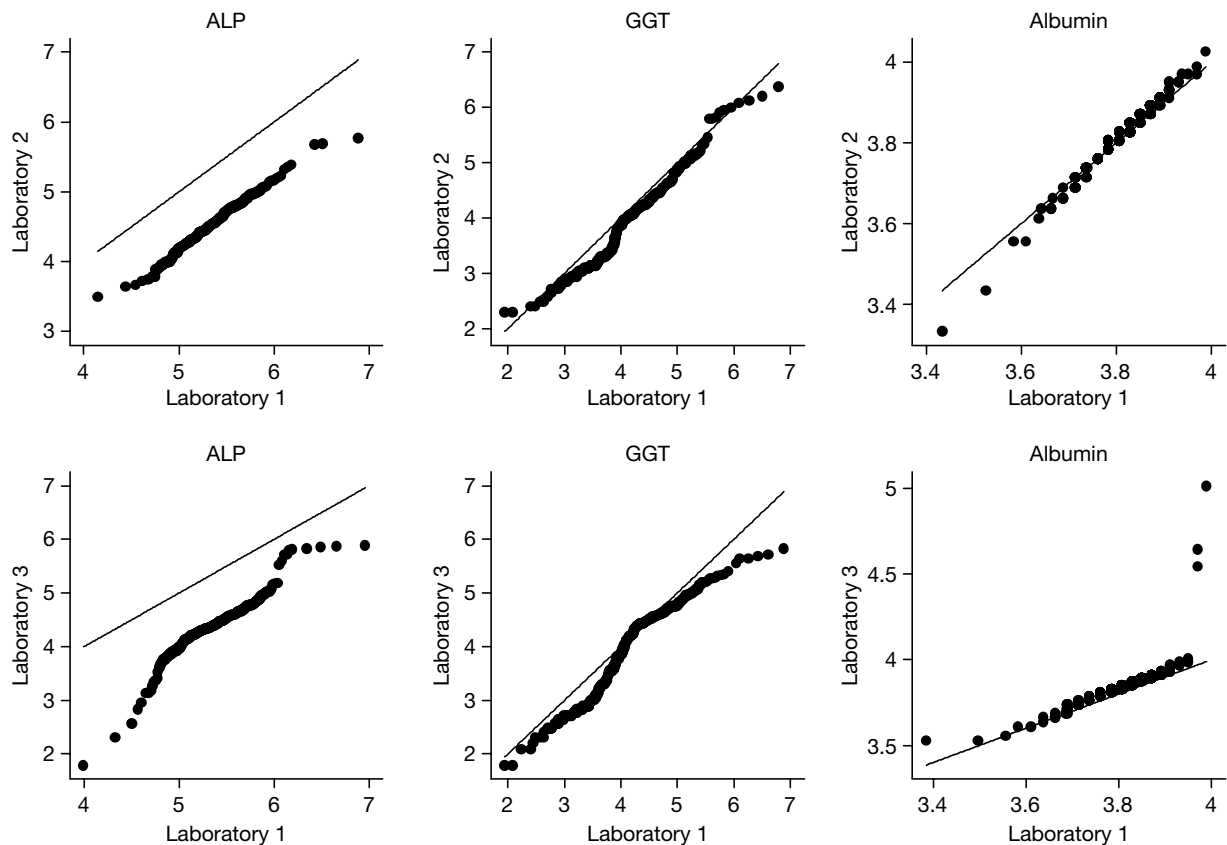 ALP
7
6
5
4
3
Laboratory 2
4 5 6 7
Laboratory 1
GGT
7
6
5
4
3
2
Laboratory 2
2 3 4 5 6 7
Laboratory 1
Albumin
4
3.8
3.6
3.4
Laboratory 2
3.4 3.6 3.8 4
Laboratory 1
ALP
7
6
5
4
3
2
Laboratory 3
4 5 6 7
Laboratory 1
GGT
7
6
5
4
3
2
Laboratory 3
2 3 4 5 6 7
Laboratory 1
Albumin
5
4.5
4
3.5
Laboratory 3
3.4 3.6 3.8 4
Laboratory 1